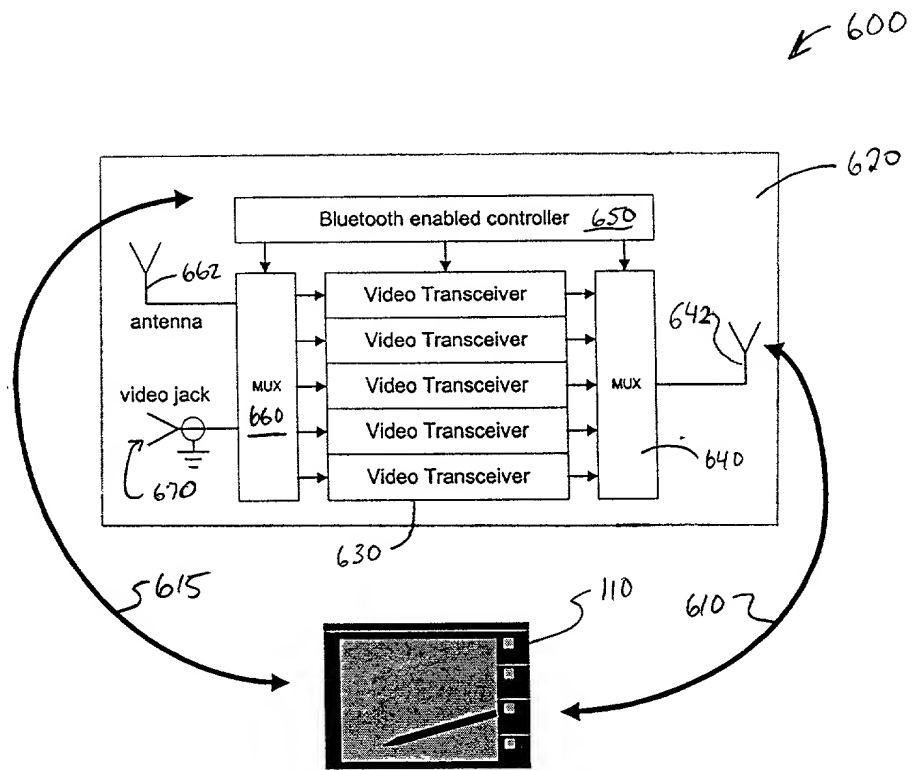 600
620
Bluetooth enabled controller 650
662
antenna
video jack
670
MUX
660
Video Transceiver
Video Transceiver
Video Transceiver
Video Transceiver
Video Transceiver
MUX
642
640
630
615
110
610